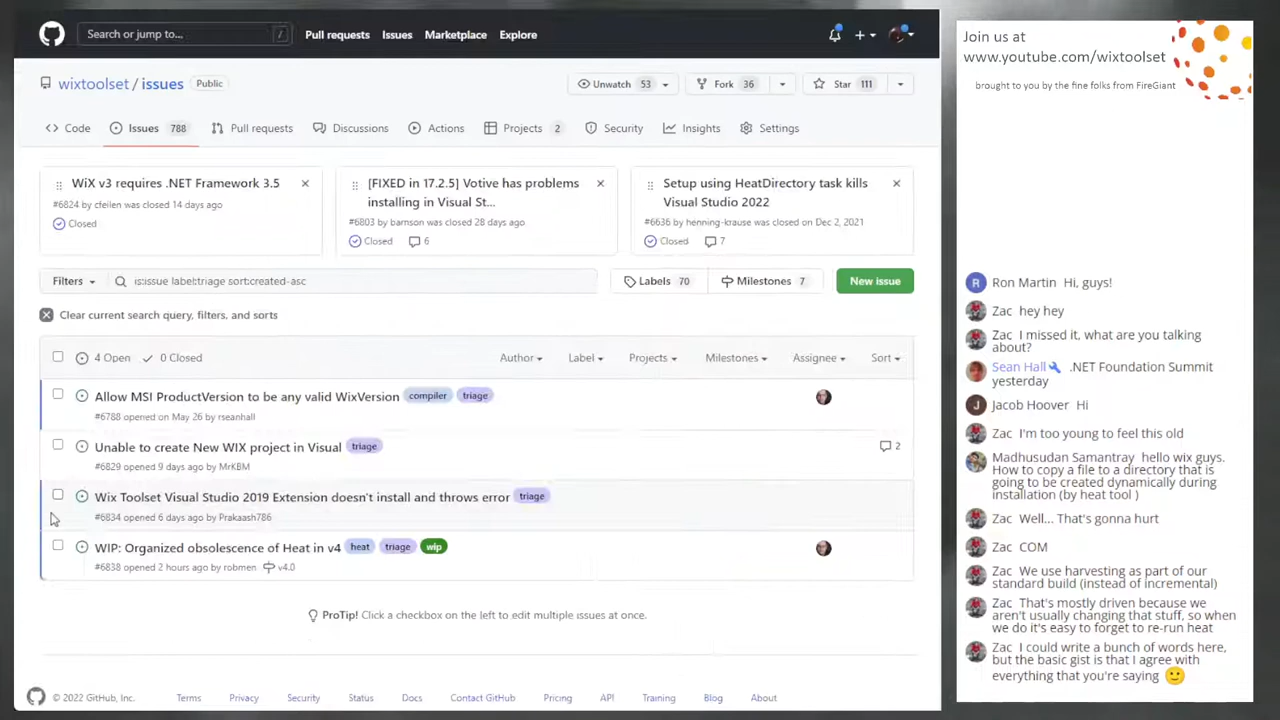 Search or jump to...
/
Pull requests
Issues
Marketplace
Explore
wixtoolset / issues
Public
Unwatch 53
Fork 36
Star 111
Code
Issues 788
Pull requests
Discussions
Actions
Projects 2
Security
Insights
Settings
WiX v3 requires .NET Framework 3.5
#6824 by cfeilen was closed 14 days ago
Closed
[FIXED in 17.2.5] Votive has problems
installing in Visual St...
#6803 by barnson was closed 28 days ago
Closed 6
Setup using HeatDirectory task kills
Visual Studio 2022
#6636 by henning-krause was closed on Dec 2, 2021
Closed 7
Filters
is:issue label:triage sort:created-asc
Labels 70
Milestones 7
New issue
Clear current search query, filters, and sorts
4 Open
0 Closed
Author
Label
Projects
Milestones
Assignee
Sort
Allow MSI ProductVersion to be any valid WixVersion compiler triage
#6788 opened on May 26 by rseanhall
Unable to create New WIX project in Visual triage
2
#6829 opened 9 days ago by MrKBM
Wix Toolset Visual Studio 2019 Extension doesn't install and throws error triage
#6834 opened 6 days ago by Prakaash786
WIP: Organized obsolescence of Heat in v4 heat triage wip
#6838 opened 2 hours ago by robmen v4.0
ProTip! Click a checkbox on the left to edit multiple issues at once.
© 2022 GitHub, Inc.
Terms
Privacy
Security
Status
Docs
Contact GitHub
Pricing
API
Training
Blog
About
Join us at
www.youtube.com/wixtoolset
brought to you by the fine folks from FireGiant
R Ron Martin Hi, guys!
Zac hey hey
Zac I missed it, what are you talking
about?
Sean Hall .NET Foundation Summit
yesterday
J Jacob Hoover Hi
Zac I'm too young to feel this old
Madhusudan Samantray hello wix guys.
How to copy a file to a directory that is
going to be created dynamically during
installation (by heat tool )
Zac Well... That's gonna hurt
Zac COM
Zac We use harvesting as part of our
standard build (instead of incremental)
Zac That's mostly driven because we
aren't usually changing that stuff, so when
we do it's easy to forget to re-run heat
Zac I could write a bunch of words here,
but the basic gist is that I agree with
everything that you're saying 🙂